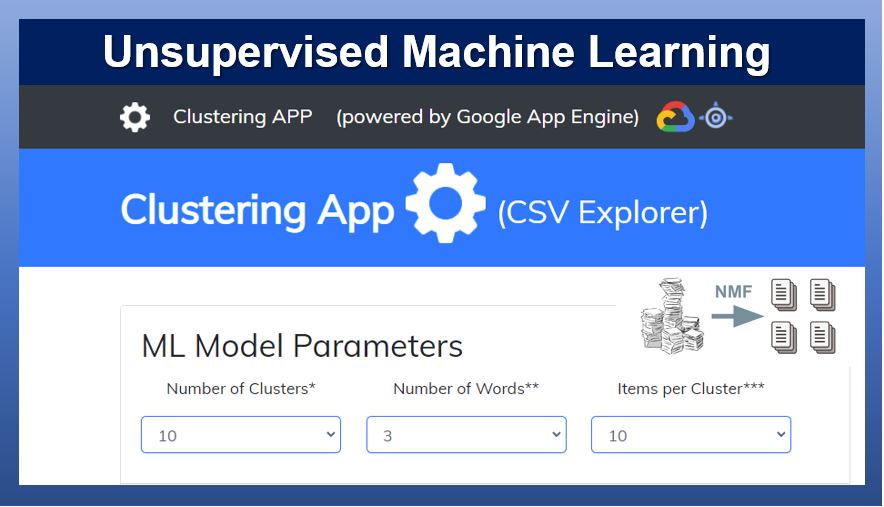 Unsupervised Machine Learning
Clustering APP (powered by Google App Engine)
Clustering App (CSV Explorer)
NMF
ML Model Parameters
Number of Clusters* Number of Words** Items per Cluster***
10 3 10